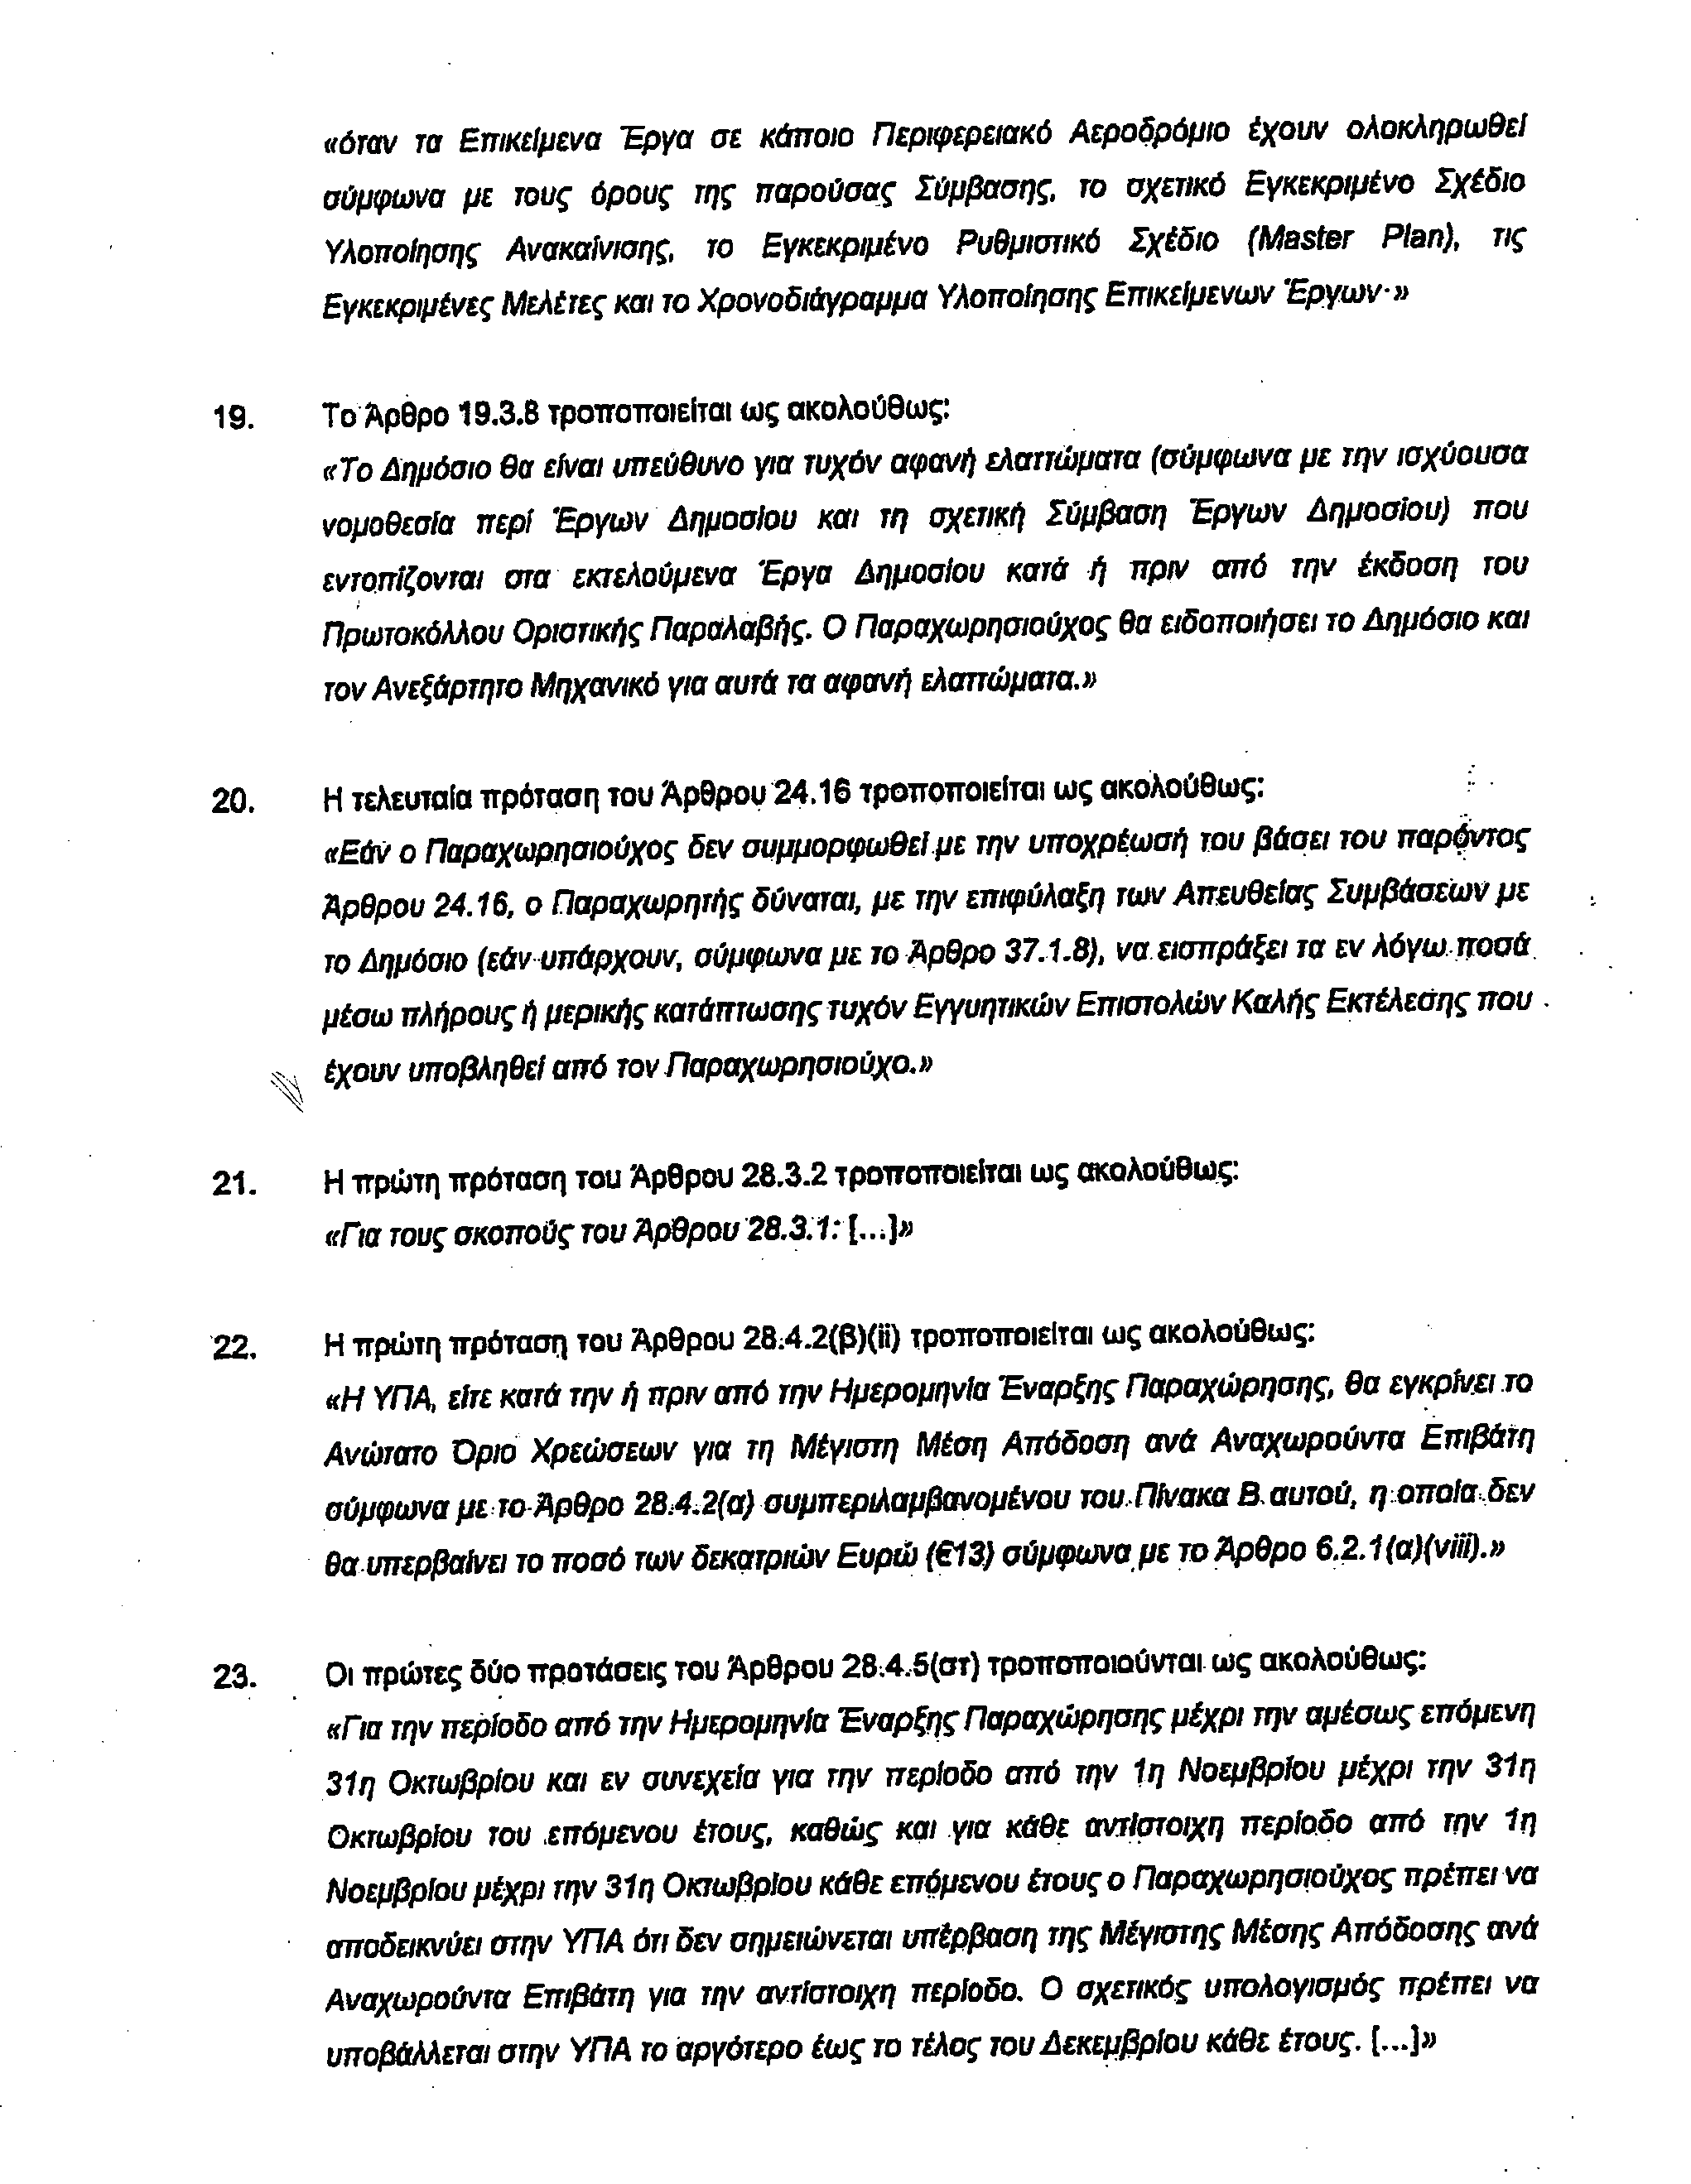 «όταν τα Επικείμενα Έργα σε κάποιο Περιφερειακό Αεροδρόμιο έχουν ολοκληρωθεί
σύμφωνα με τους όρους της παρούσας Σύμβασης, το σχετικό Εγκεκριμένο Σχέδιο
Υλοποίησης Ανακαίνισης, το Εγκεκριμένο Ρυθμιστικό Σχέδιο (Master Plan), τις
Εγκεκριμένες Μελέτες και το Χρονοδιάγραμμα Υλοποίησης Επικείμενων Έργων·»
19. Το Άρθρο 19.3.8 τροποποιείται ως ακολούθως:
«Το Δημόσιο θα είναι υπεύθυνο για τυχόν αφανή ελαττώματα (σύμφωνα με την ισχύουσα
νομοθεσία περί Έργων Δημοσίου και τη σχετική Σύμβαση Έργων Δημοσίου) που
εντοπίζονται στα εκτελούμενα Έργα Δημοσίου κατά ή πριν από την έκδοση του
Πρωτοκόλλου Οριστικής Παραλαβής. Ο Παραχωρησιούχος θα ειδοποιήσει το Δημόσιο και
τον Ανεξάρτητο Μηχανικό για αυτά τα αφανή ελαττώματα.»
20. Η τελευταία πρόταση του Άρθρου 24.16 τροποποιείται ως ακολούθως:
«Εάν ο Παραχωρησιούχος δεν συμμορφωθεί με την υποχρέωσή του βάσει του παρόντος
Άρθρου 24.16, ο Παραχωρητής δύναται, με την επιφύλαξη των Απευθείας Συμβάσεων με
το Δημόσιο (εάν υπάρχουν, σύμφωνα με το Άρθρο 37.1.8), να εισπράξει τα εν λόγω ποσά
μέσω πλήρους ή μερικής κατάπτωσης τυχόν Εγγυητικών Επιστολών Καλής Εκτέλεσης που
έχουν υποβληθεί από τον Παραχωρησιούχο.»
21. Η πρώτη πρόταση του Άρθρου 28.3.2 τροποποιείται ως ακολούθως:
«Για τους σκοπούς του Άρθρου 28.3.1: [...]»
22. Η πρώτη πρόταση του Άρθρου 28.4.2(β)(ii) τροποποιείται ως ακολούθως:
«Η ΥΠΑ, είτε κατά την ή πριν από την Ημερομηνία Έναρξης Παραχώρησης, θα εγκρίνει το
Ανώτατο Όριο Χρεώσεων για τη Μέγιστη Μέση Απόδοση ανά Αναχωρούντα Επιβάτη
σύμφωνα με το Άρθρο 28.4.2(α) συμπεριλαμβανομένου του Πίνακα Β αυτού, η οποία δεν
θα υπερβαίνει το ποσό των δεκατριών Ευρώ (€13) σύμφωνα με το Άρθρο 6.2.1(α)(viii).»
23. Οι πρώτες δύο προτάσεις του Άρθρου 28.4.5(στ) τροποποιούνται ως ακολούθως:
«Για την περίοδο από την Ημερομηνία Έναρξης Παραχώρησης μέχρι την αμέσως επόμενη
31η Οκτωβρίου και εν συνεχεία για την περίοδο από την 1η Νοεμβρίου μέχρι την 31η
Οκτωβρίου του επόμενου έτους, καθώς και για κάθε αντίστοιχη περίοδο από την 1η
Νοεμβρίου μέχρι την 31η Οκτωβρίου κάθε επόμενου έτους ο Παραχωρησιούχος πρέπει να
αποδεικνύει στην ΥΠΑ ότι δεν σημειώνεται υπέρβαση της Μέγιστης Μέσης Απόδοσης ανά
Αναχωρούντα Επιβάτη για την αντίστοιχη περίοδο. Ο σχετικός υπολογισμός πρέπει να
υποβάλλεται στην ΥΠΑ το αργότερο έως το τέλος του Δεκεμβρίου κάθε έτους. [...]»